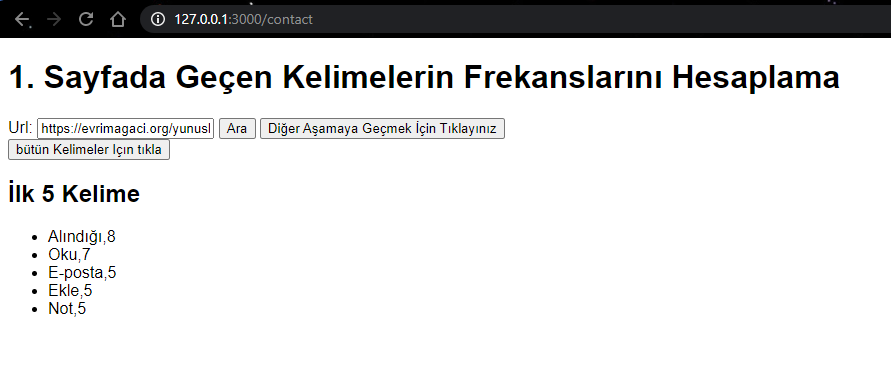 127.0.0.1:3000/contact
1. Sayfada Geçen Kelimelerin Frekanslarını Hesaplama
Url: https://evrimagaci.org/yunusl Ara Diğer Aşamaya Geçmek İçin Tıklayınız
bütün Kelimeler Için tıkla
İlk 5 Kelime
Alındığı,8
Oku,7
E-posta,5
Ekle,5
Not,5